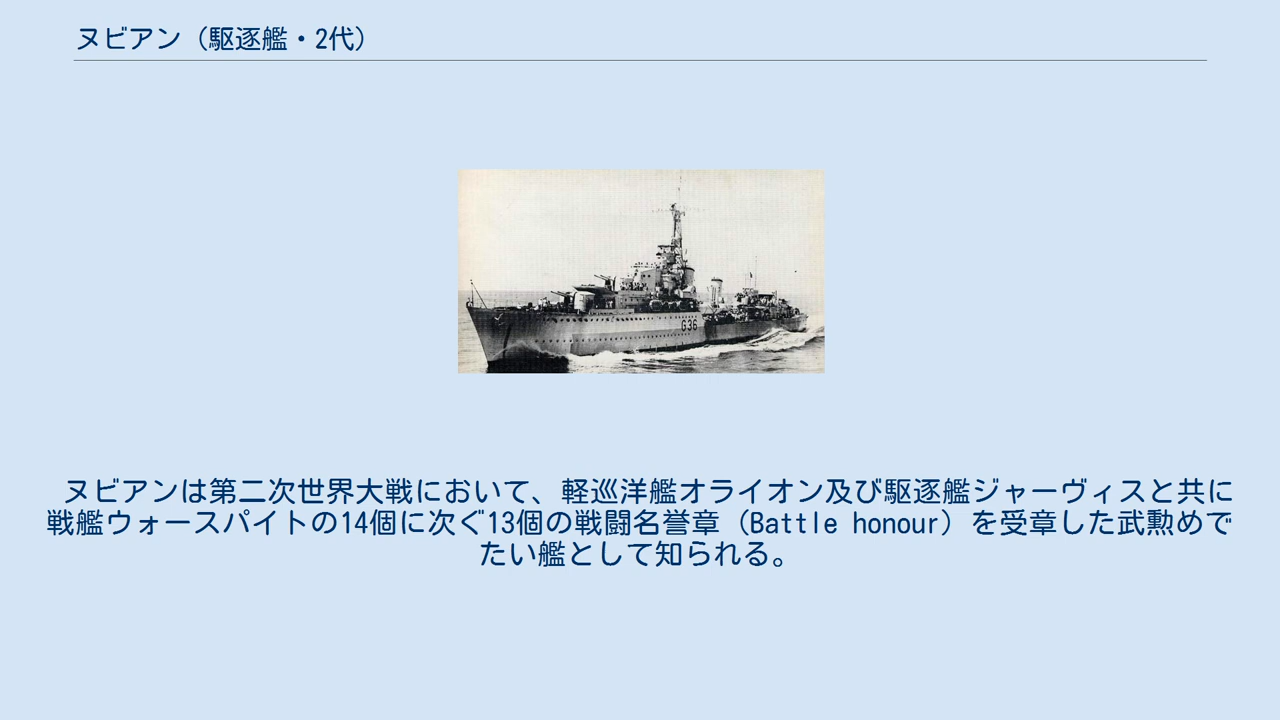 ヌビアン（駆逐艦・2代）
G36
ヌビアンは第二次世界大戦において、軽巡洋艦オライオン及び駆逐艦ジャーヴィスと共に
戦艦ウォースパイトの14個に次ぐ13個の戦闘名誉章（Battle honour）を受章した武勲めで
たい艦として知られる。